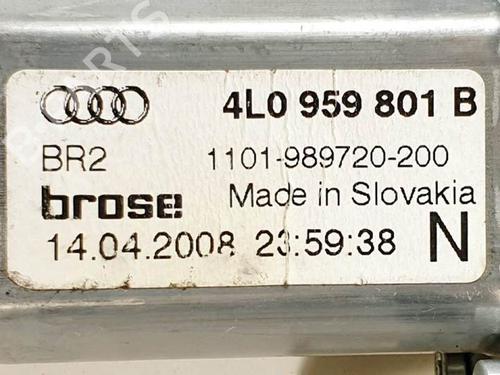 4L0 959 801 B
BR2 1101-989720-200
brose Made in Slovakia
14.04.2008 23:59:38 N